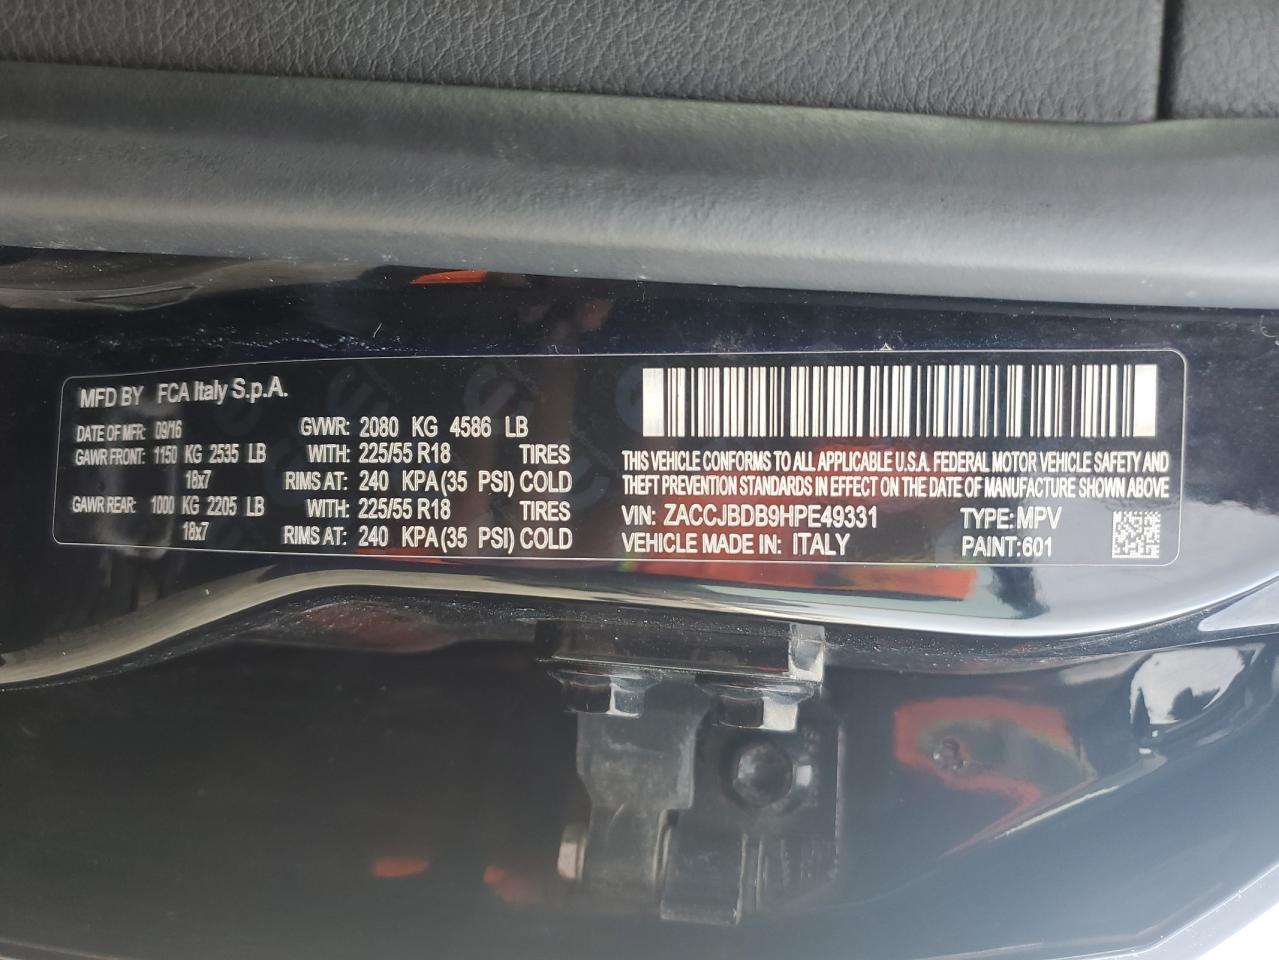 MFD BY FCA Italy S.p.A.
DATE OF MFR: 09/16 GVWR: 2080 KG 4586 LB
GAWR FRONT: 1150 KG 2535 LB WITH: 225/55 R18 TIRES
18x7 RIMS AT: 240 KPA(35 PSI) COLD
GAWR REAR: 1000 KG 2205 LB WITH: 225/55 R18 TIRES
18x7 RIMS AT: 240 KPA(35 PSI) COLD
THIS VEHICLE CONFORMS TO ALL APPLICABLE U.S.A. FEDERAL MOTOR VEHICLE SAFETY AND
THEFT PREVENTION STANDARDS IN EFFECT ON THE DATE OF MANUFACTURE SHOWN ABOVE
VIN: ZACCJBDB9HPE49331 TYPE: MPV
VEHICLE MADE IN: ITALY PAINT:601